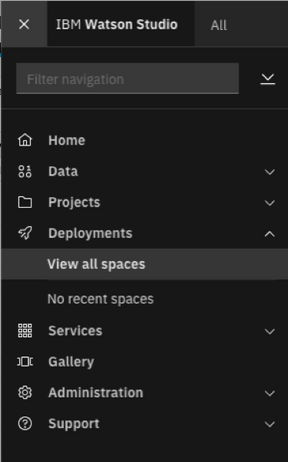 IBM Watson Studio All
Filter navigation
Home
Data
Projects
Deployments
View all spaces
No recent spaces
Services
Gallery
Administration
Support